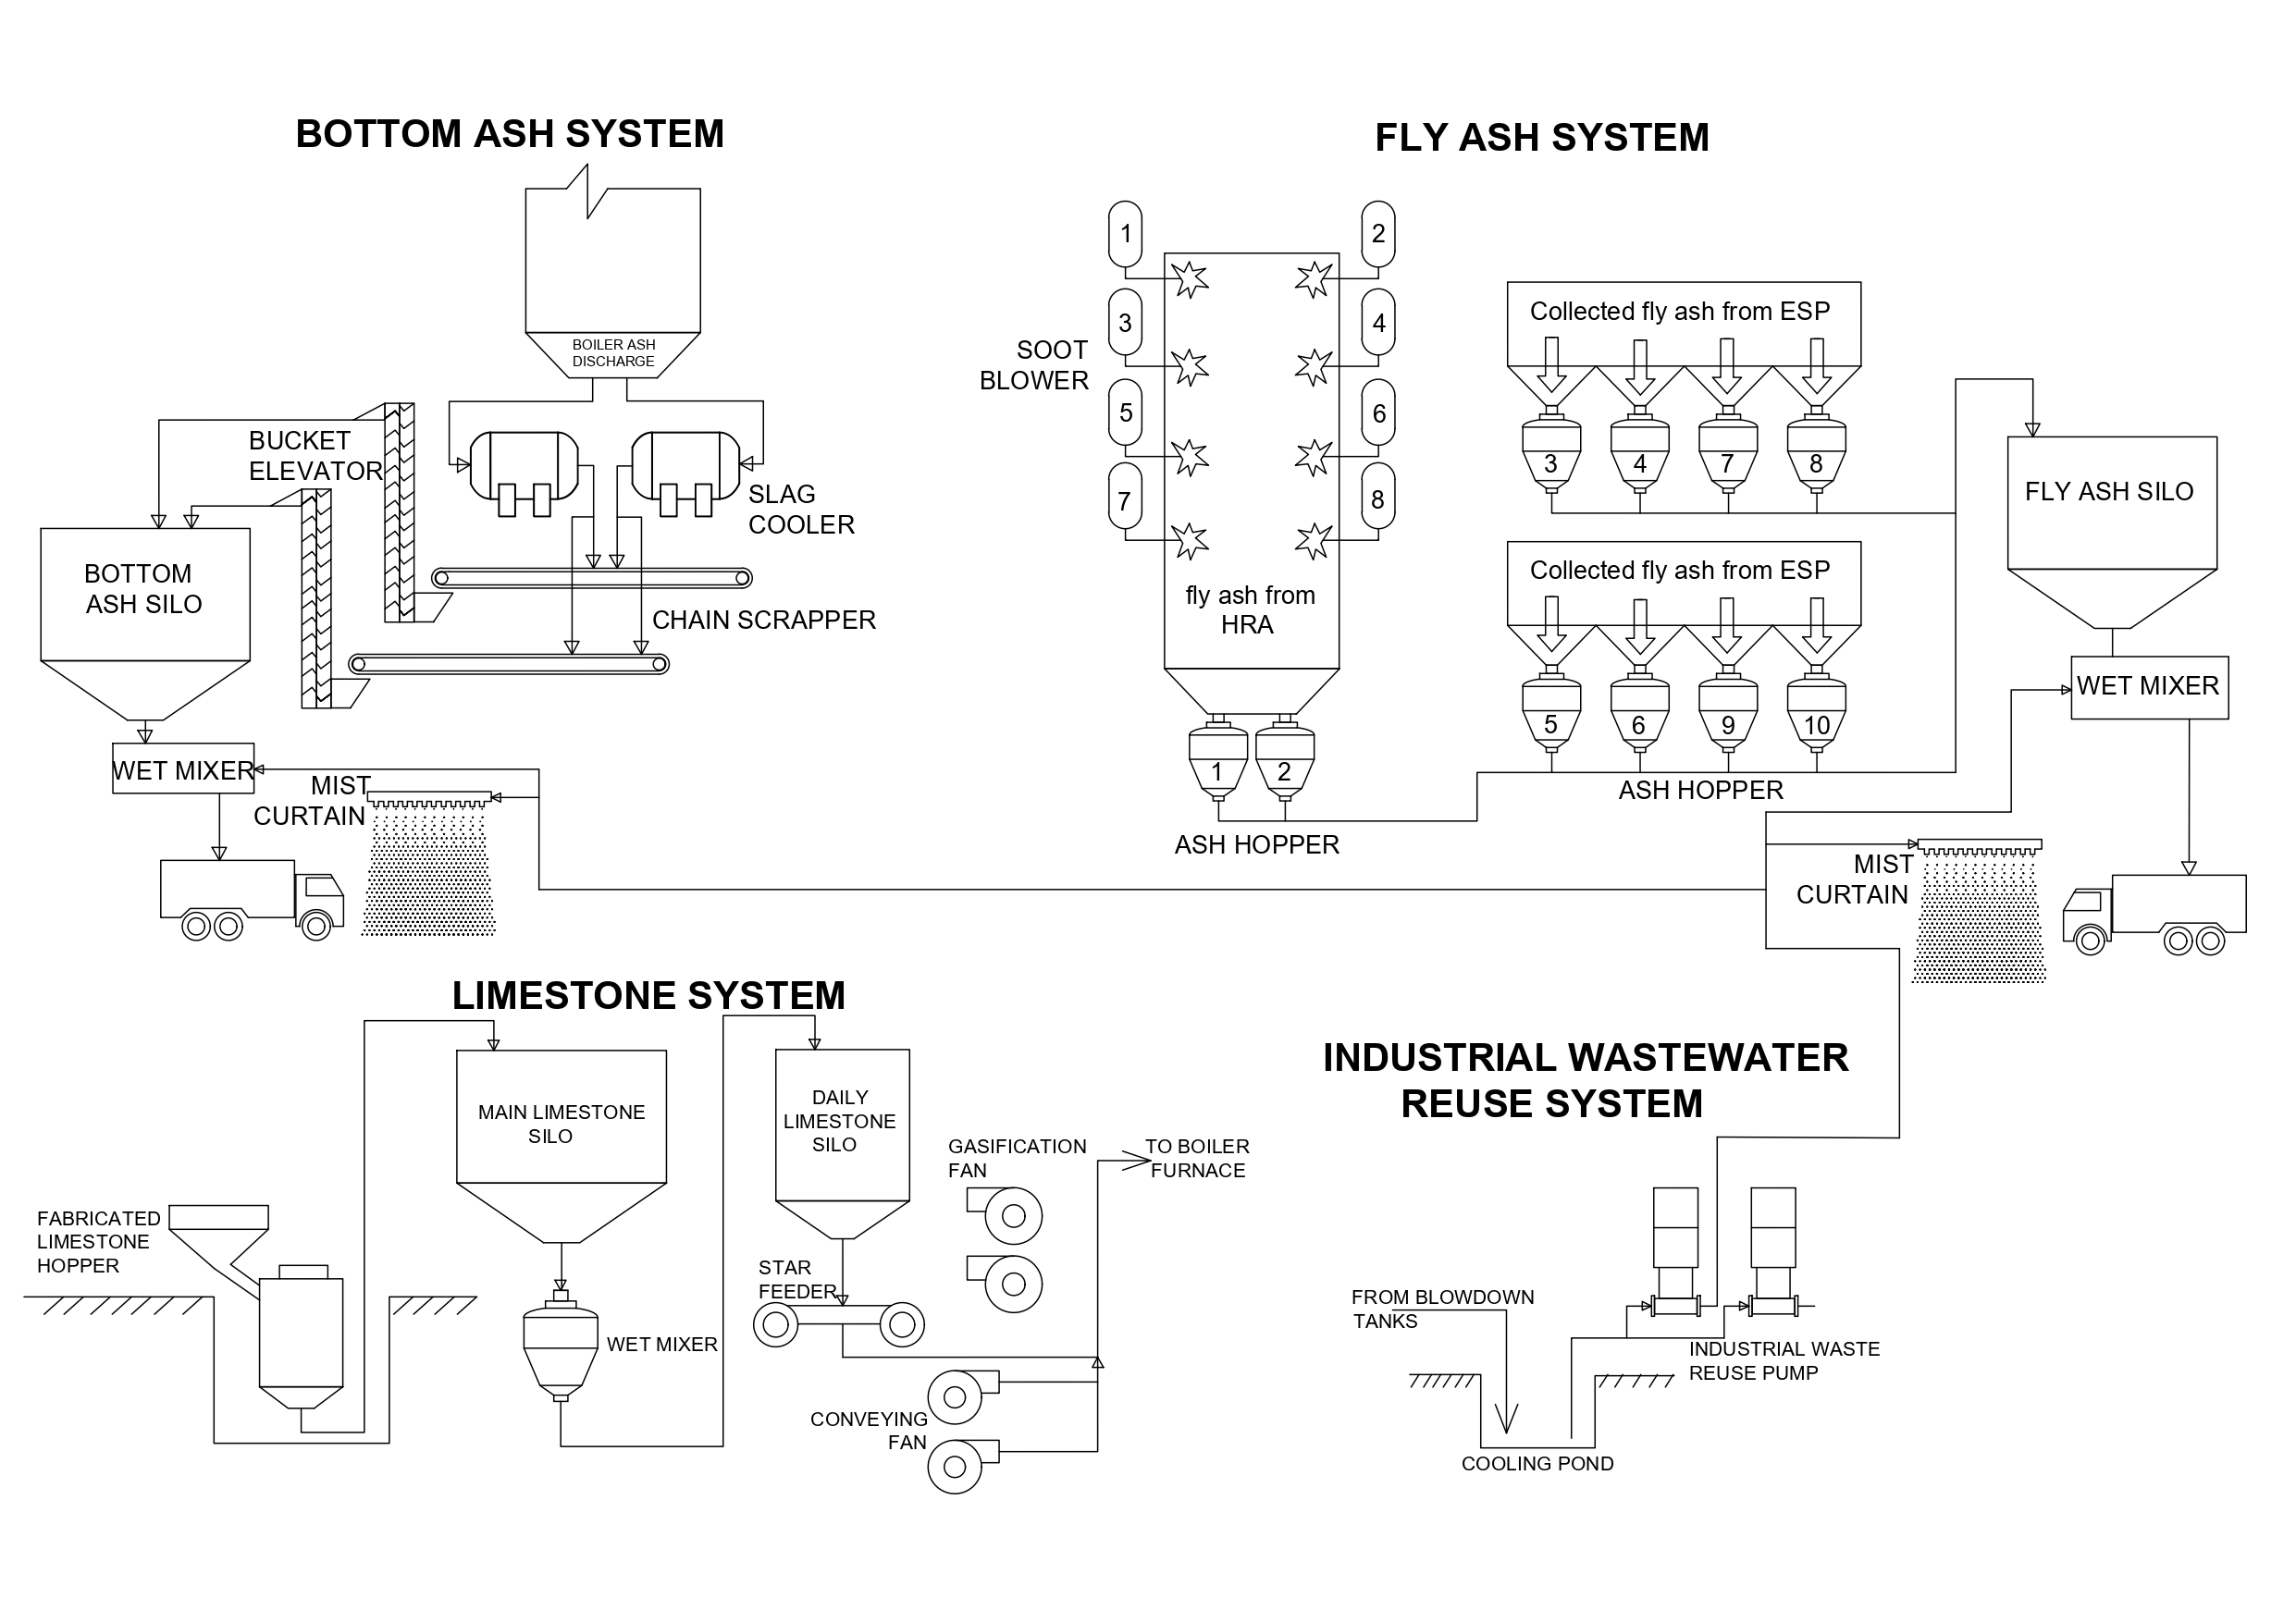 BOTTOM ASH SYSTEM
BOILER ASH
DISCHARGE
BUCKET
ELEVATOR
SLAG
COOLER
BOTTOM
ASH SILO
CHAIN SCRAPPER
WET MIXER
MIST
CURTAIN
FLY ASH SYSTEM
1
2
3
4
SOOT
BLOWER
5
6
7
8
fly ash from
HRA
1
2
ASH HOPPER
Collected fly ash from ESP
3
4
7
8
Collected fly ash from ESP
5
6
9
10
ASH HOPPER
FLY ASH SILO
WET MIXER
MIST
CURTAIN
LIMESTONE SYSTEM
MAIN LIMESTONE
SILO
DAILY
LIMESTONE
SILO
GASIFICATION
FAN
TO BOILER
FURNACE
FABRICATED
LIMESTONE
HOPPER
STAR
FEEDER
WET MIXER
CONVEYING
FAN
INDUSTRIAL WASTEWATER
REUSE SYSTEM
FROM BLOWDOWN
TANKS
INDUSTRIAL WASTE
REUSE PUMP
COOLING POND